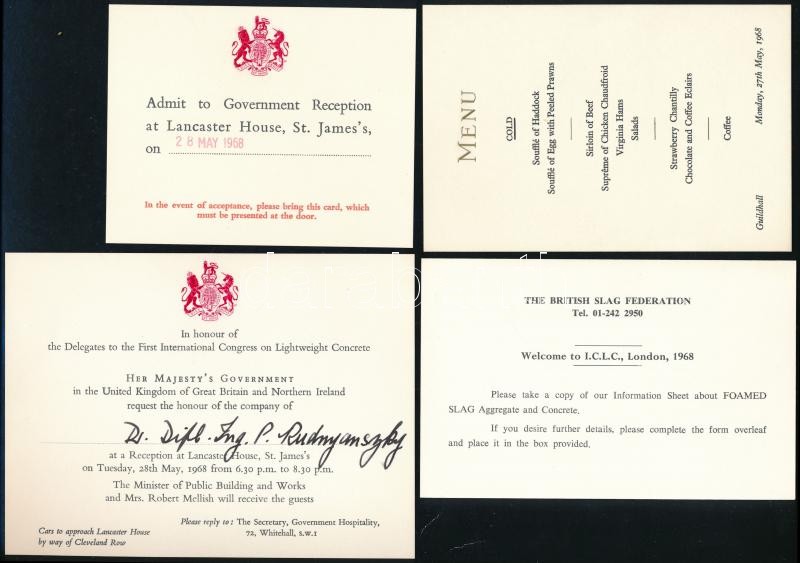 Admit to Government Reception
at Lancaster House, St. James's,
on 28 MAY 1968
In the event of acceptance, please bring this card, which
must be presented at the door.
MENU
COLD
Soufflé of Haddock
Soufflé of Egg with Peeled Prawns
Sirloin of Beef
Suprême of Chicken Chaudfroid
Virginia Hams
Salads
Strawberry Chantilly
Chocolate and Coffee Eclairs
Coffee
Guildhall Monday, 27th May, 1968
In honour of
the Delegates to the First International Congress on Lightweight Concrete
HER MAJESTY'S GOVERNMENT
in the United Kingdom of Great Britain and Northern Ireland
request the honour of the company of
Dr. Dipl. Ing. P. Rudnyanszky
at a Reception at Lancaster House, St. James's
on Tuesday, 28th May, 1968 from 6.30 p.m. to 8.30 p.m.
The Minister of Public Building and Works
and Mrs. Robert Mellish will receive the guests
Please reply to: The Secretary, Government Hospitality,
72, Whitehall, S.W.1
Cars to approach Lancaster House
by way of Cleveland Row
THE BRITISH SLAG FEDERATION
Tel. 01-242 2950
Welcome to I.C.L.C., London, 1968
Please take a copy of our Information Sheet about FOAMED
SLAG Aggregate and Concrete.
If you desire further details, please complete the form overleaf
and place it in the box provided.